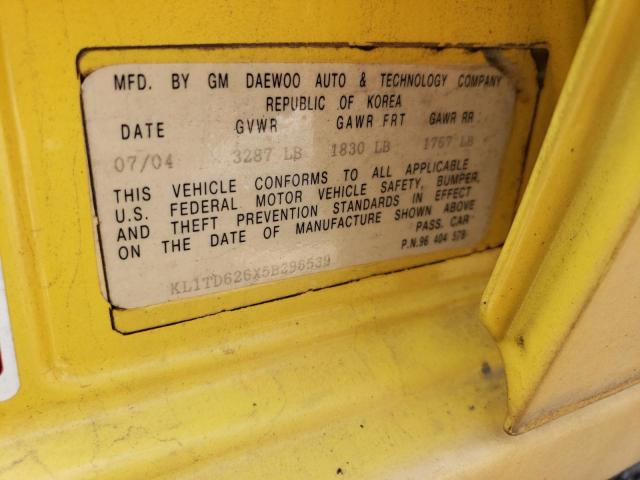 MFD. BY GM DAEWOO AUTO & TECHNOLOGY COMPANY
REPUBLIC OF KOREA
DATE GVWR GAWR FRT GAWR RR
07/04 3287 LB 1830 LB 1767 LB
THIS VEHICLE CONFORMS TO ALL APPLICABLE
U.S. FEDERAL MOTOR VEHICLE SAFETY, BUMPER,
AND THEFT PREVENTION STANDARDS IN EFFECT
ON THE DATE OF MANUFACTURE SHOWN ABOVE
PASS. CAR
P.N.96 404 578
KL1TD626X5B296539